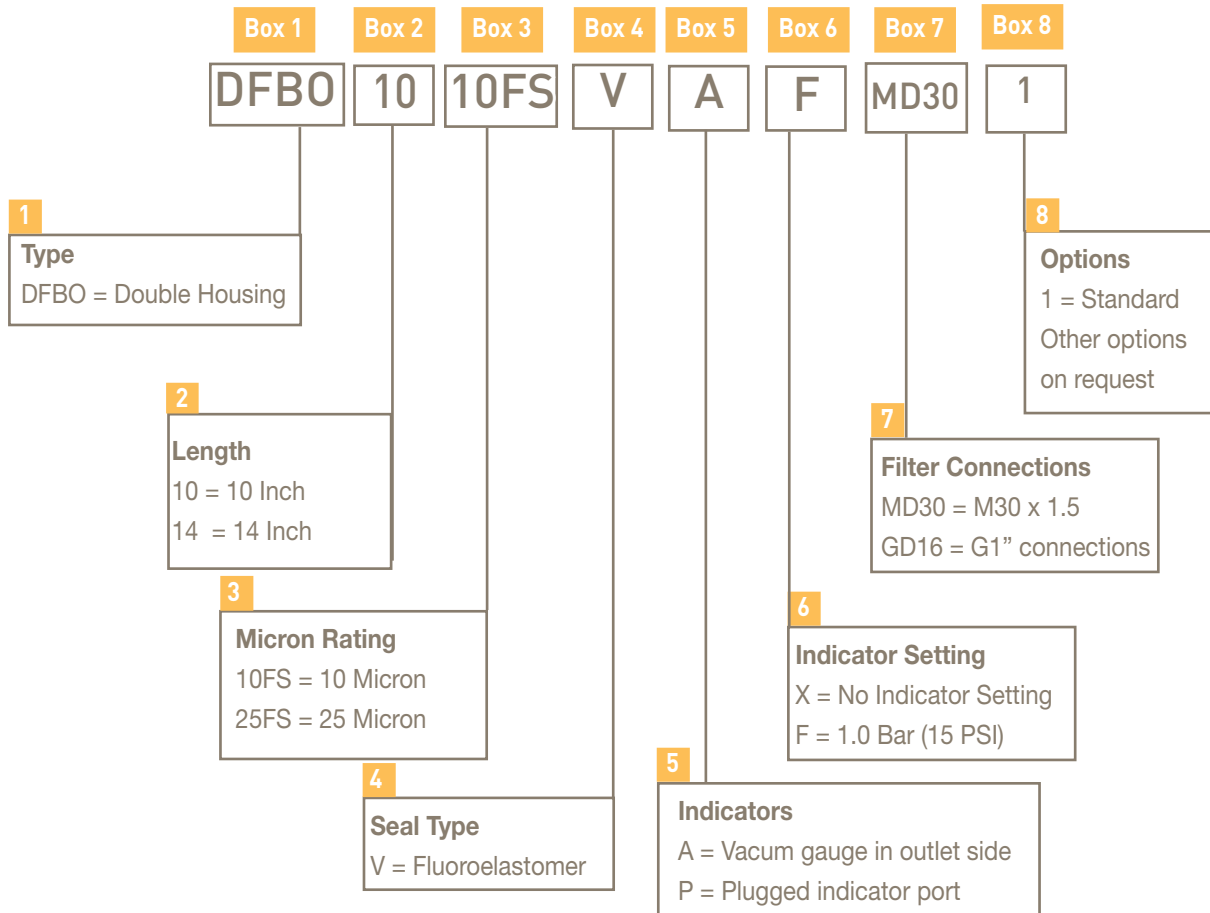 Box 1 Box 2 Box 3 Box 4 Box 5 Box 6 Box 7 Box 8
DFBO 10 10FS V A F MD30 1
1
Type
DFBO = Double Housing
8
Options
1 = Standard
Other options
on request
2
Length
10 = 10 Inch
14 = 14 Inch
7
Filter Connections
MD30 = M30 x 1.5
GD16 = G1” connections
3
Micron Rating
10FS = 10 Micron
25FS = 25 Micron
6
Indicator Setting
X = No Indicator Setting
F = 1.0 Bar (15 PSI)
4
Seal Type
V = Fluoroelastomer
5
Indicators
A = Vacum gauge in outlet side
P = Plugged indicator port